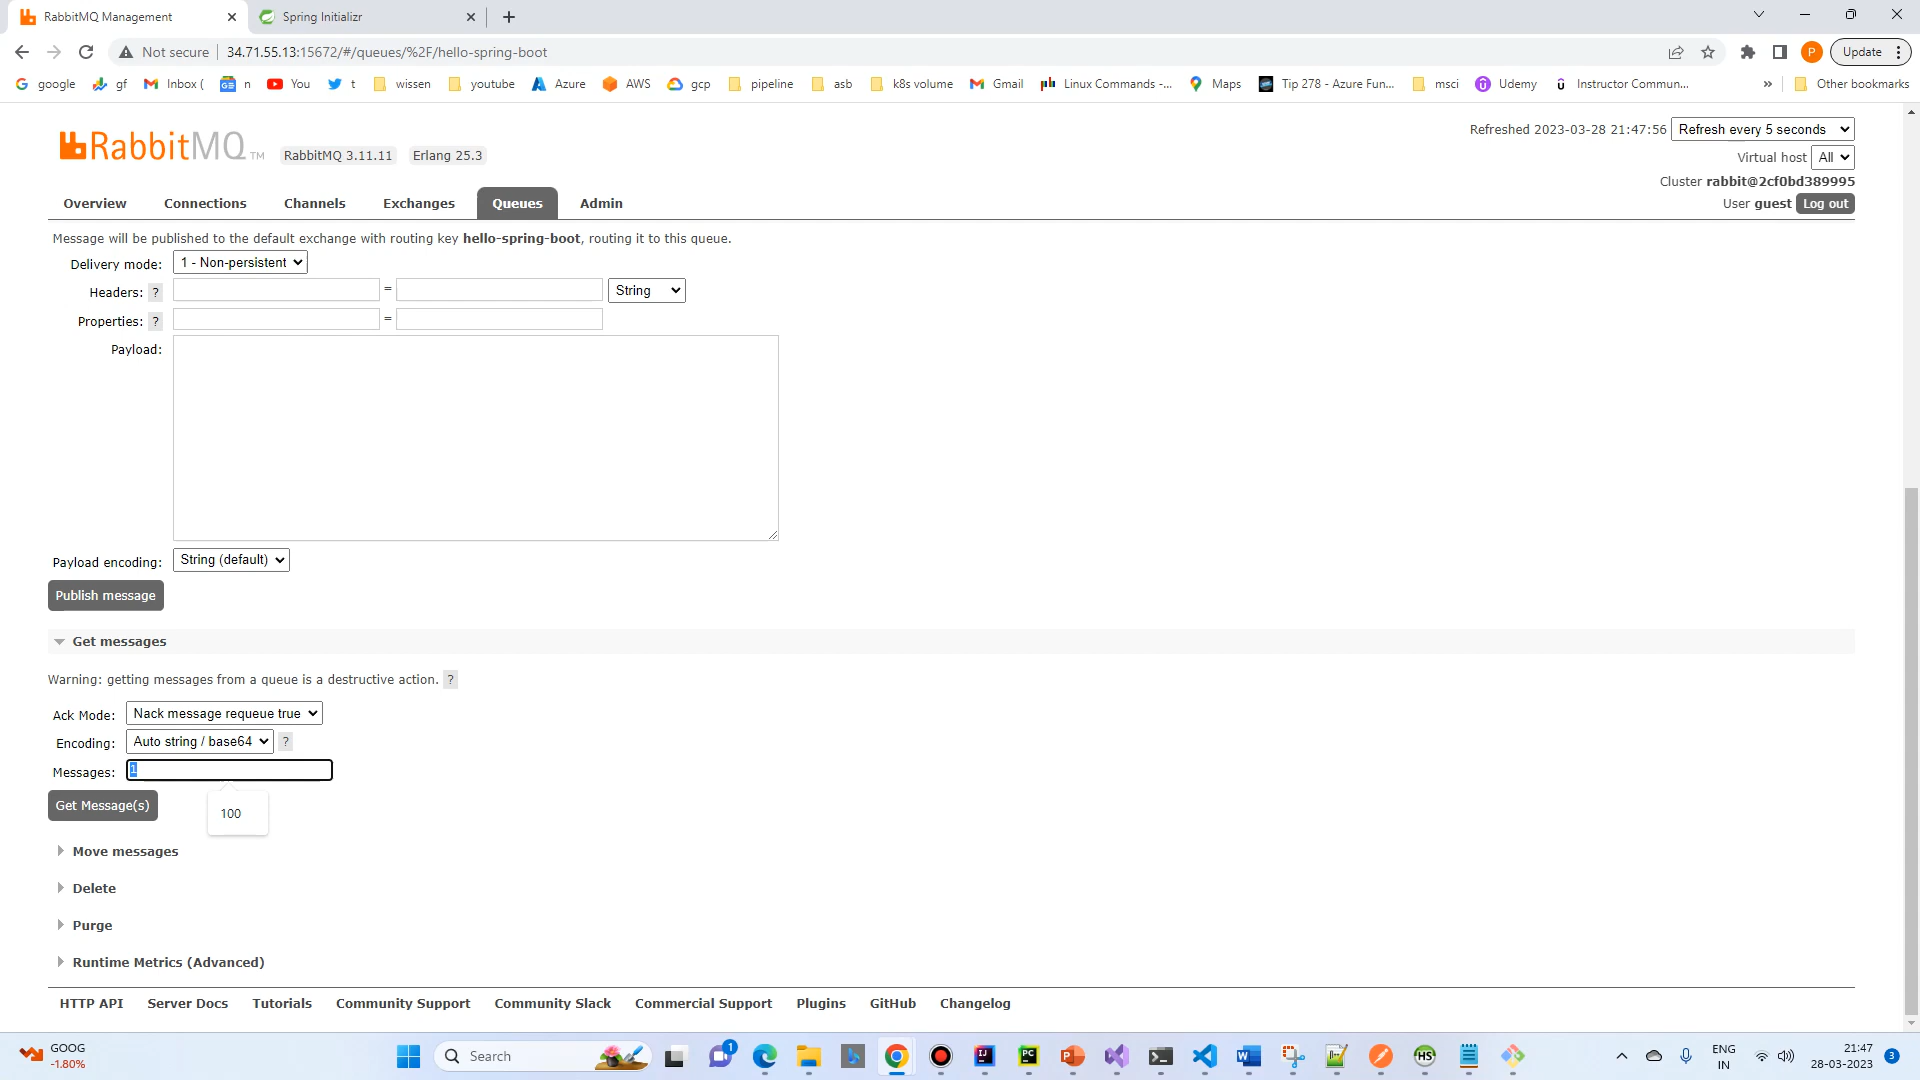 RabbitMQ Management
Spring Initializr
Not secure
34.71.55.13:15672/#/queues/%2F/hello-spring-boot
P
Update
google
gf
Inbox (
n
You
t
wissen
youtube
Azure
AWS
gcp
pipeline
asb
k8s volume
Gmail
Linux Commands -...
Maps
Tip 278 - Azure Fun...
msci
Udemy
Instructor Commun...
»
Other bookmarks
RabbitMQ TM
RabbitMQ 3.11.11
Erlang 25.3
Refreshed 2023-03-28 21:47:56
Refresh every 5 seconds
Virtual host All
Cluster rabbit@2cf0bd389995
User guest Log out
Overview
Connections
Channels
Exchanges
Queues
Admin
Message will be published to the default exchange with routing key hello-spring-boot, routing it to this queue.
Delivery mode: 1 - Non-persistent
Headers: ? = String
Properties: ? =
Payload:
Payload encoding: String (default)
Publish message
Get messages
Warning: getting messages from a queue is a destructive action. ?
Ack Mode: Nack message requeue true
Encoding: Auto string / base64 ?
Messages: 1
Get Message(s)
100
Move messages
Delete
Purge
Runtime Metrics (Advanced)
HTTP API
Server Docs
Tutorials
Community Support
Community Slack
Commercial Support
Plugins
GitHub
Changelog
GOOG
-1.80%
Search
1
IJ
PC
HS
ENG
IN
21:47
28-03-2023
3